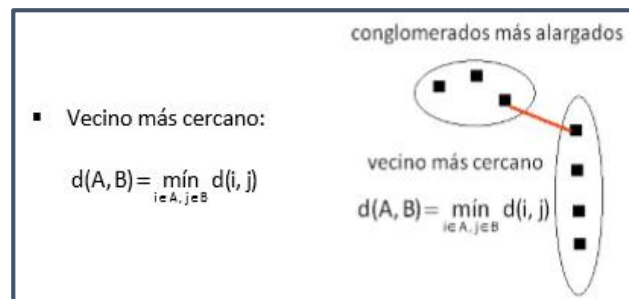 conglomerados más alargados
▪ Vecino más cercano:
d(A, B) = mín d(i, j)
i∈A, j∈B
vecino más cercano
d(A, B) = mín d(i, j)
i∈A, j∈B